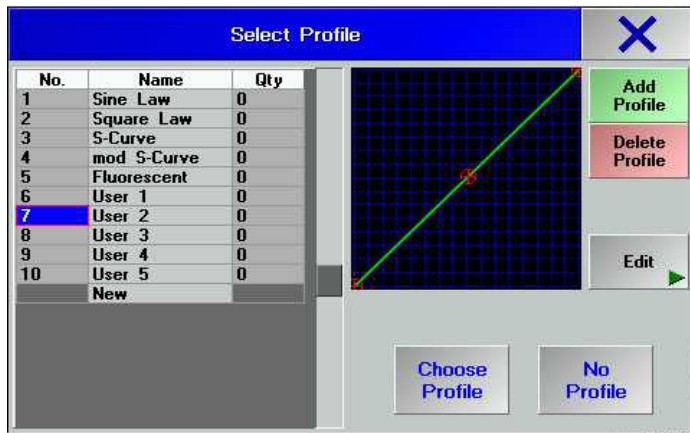 Select Profile
No. Name Qty
1 Sine Law 0
2 Square Law 0
3 S-Curve 0
4 mod S-Curve 0
5 Fluorescent 0
6 User 1 0
7 User 2 0
8 User 3 0
9 User 4 0
10 User 5 0
New
Add
Profile
Delete
Profile
Edit
Choose
Profile
No
Profile